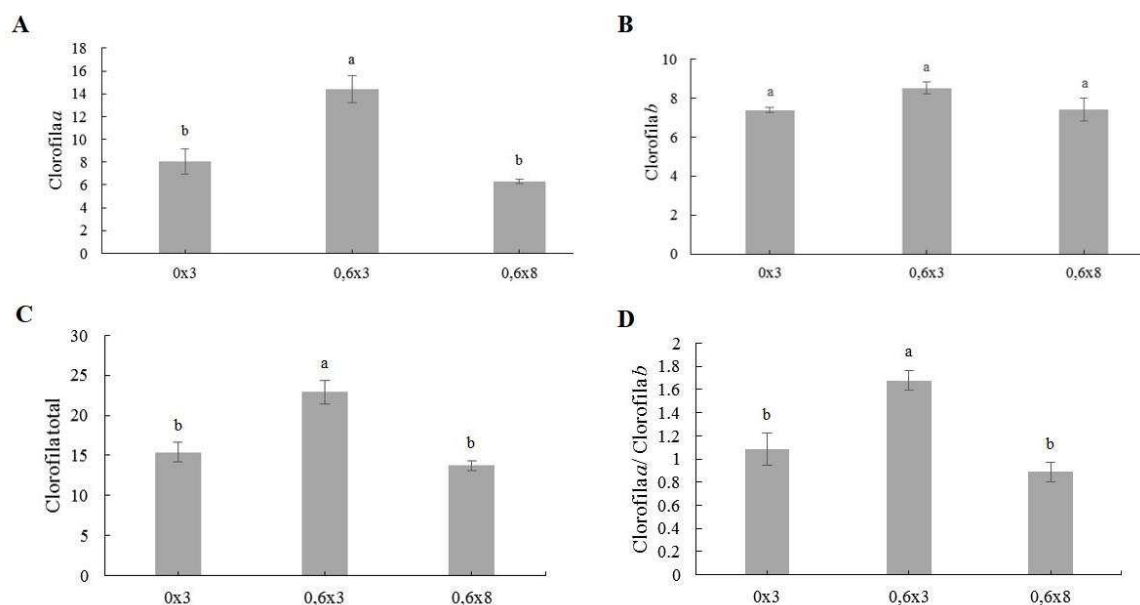 A
Clorofila a
18
16
14
12
10
8
6
4
2
0
b
a
b
0x3
0,6x3
0,6x8
B
Clorofila b
10
8
6
4
2
0
a
a
a
0x3
0,6x3
0,6x8
C
Clorofila total
30
25
20
15
10
5
0
b
a
b
0x3
0,6x3
0,6x8
D
Clorofila a/ Clorofila b
2
1.8
1.6
1.4
1.2
1
0.8
0.6
0.4
0.2
0
b
a
b
0x3
0,6x3
0,6x8